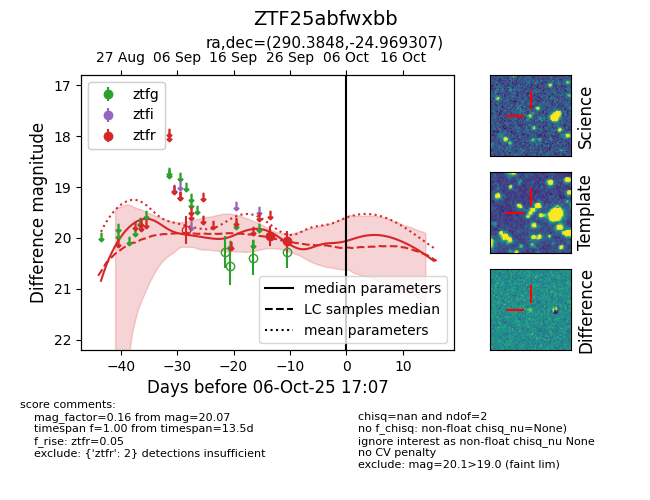 ZTF25abfwxbb
ra,dec=(290.3848,-24.969307)
27 Aug 06 Sep 16 Sep 26 Sep 06 Oct 16 Oct
17
18
19
20
21
22
Difference magnitude
ztfg
ztfi
ztfr
median parameters
LC samples median
mean parameters
−40 −30 −20 −10 0 10
Days before 06-Oct-25 17:07
Science
Template
Difference
score comments:
mag_factor=0.16 from mag=20.07
timespan f=1.00 from timespan=13.5d
f_rise: ztfr=0.05
exclude: {'ztfr': 2} detections insufficient
chisq=nan and ndof=2
no f_chisq: non-float chisq_nu=None)
ignore interest as non-float chisq_nu None
no CV penalty
exclude: mag=20.1>19.0 (faint lim)